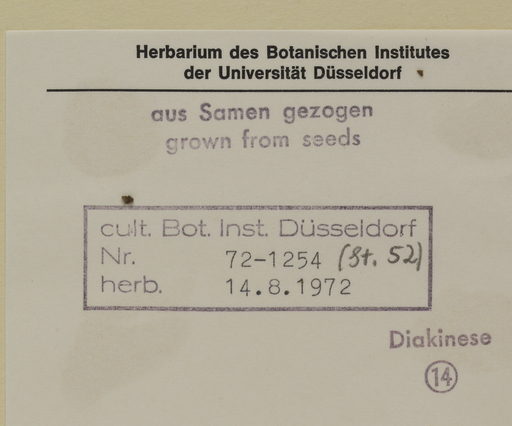 Herbarium des Botanischen Institutes
der Universität Düsseldorf
aus Samen gezogen
grown from seeds
cult. Bot. Inst. Düsseldorf
Nr. 72-1254 (St. 52)
herb. 14.8.1972
Diakinese
14